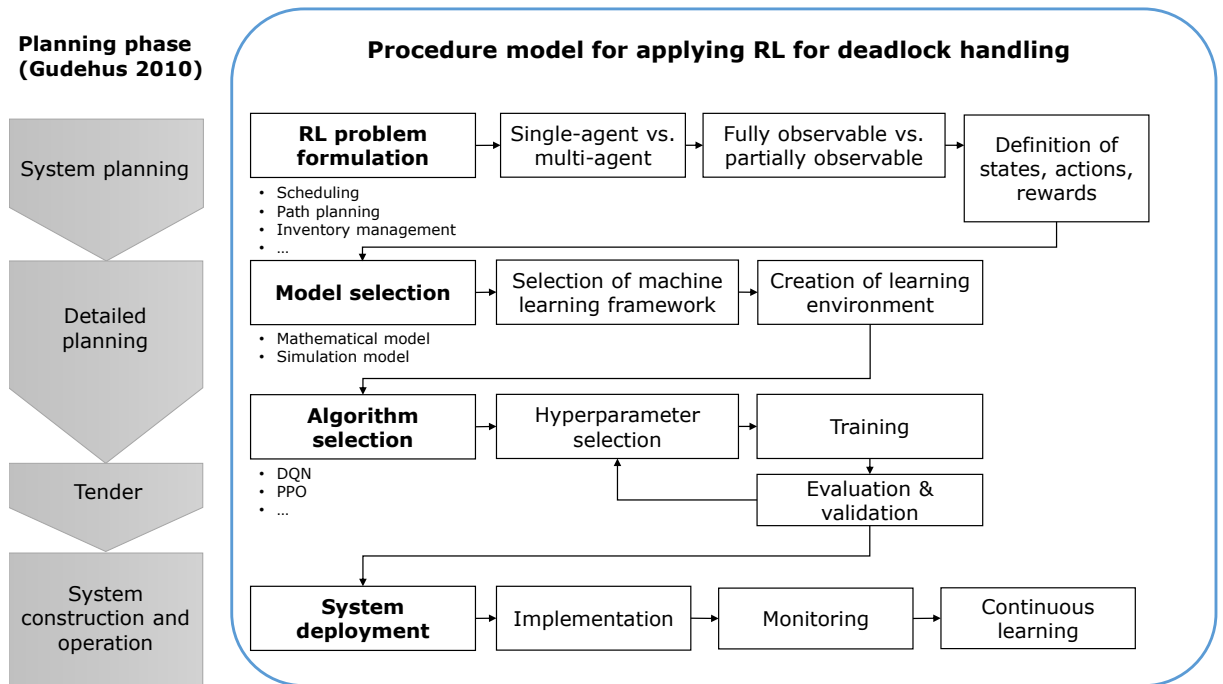 Planning phase
(Gudehus 2010)
System planning
Detailed
planning
Tender
System
construction and
operation
Procedure model for applying RL for deadlock handling
RL problem
formulation
Single-agent vs.
multi-agent
Fully observable vs.
partially observable
Definition of
states, actions,
rewards
• Scheduling
• Path planning
• Inventory management
• ...
Model selection
Selection of machine
learning framework
Creation of learning
environment
• Mathematical model
• Simulation model
Algorithm
selection
Hyperparameter
selection
Training
• DQN
• PPO
• ...
Evaluation &
validation
System
deployment
Implementation
Monitoring
Continuous
learning